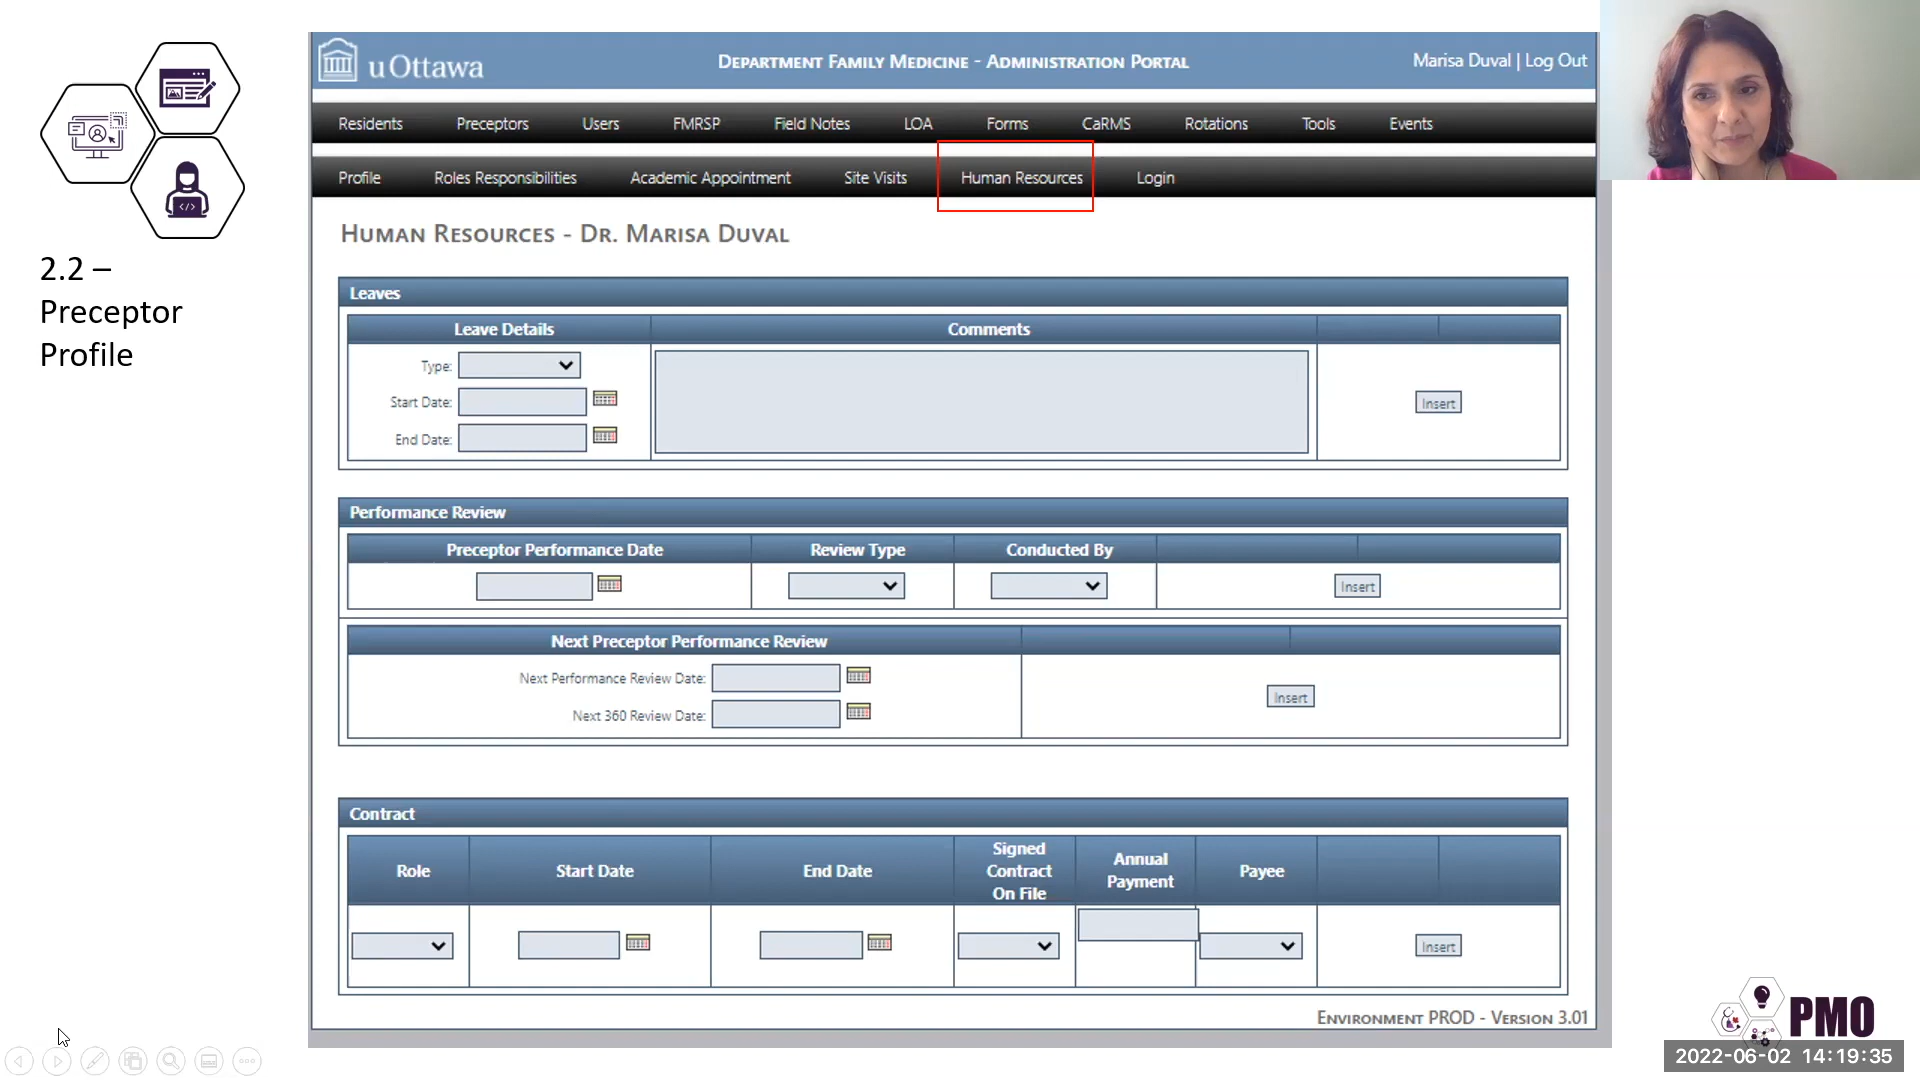 uOttawa
Department Family Medicine - Administration Portal
Marisa Duval | Log Out
Residents Preceptors Users FMRSP Field Notes LOA Forms CaRMS Rotations Tools Events
Profile Roles Responsibilities Academic Appointment Site Visits Human Resources Login
2.2 –
Preceptor
Profile
Human Resources - Dr. Marisa Duval
Leaves
Leave Details Comments
Type:
Start Date:
End Date:
Insert
Performance Review
Preceptor Performance Date Review Type Conducted By
Insert
Next Preceptor Performance Review
Next Performance Review Date:
Next 360 Review Date:
Insert
Contract
Role Start Date End Date Signed Contract On File Annual Payment Payee
Insert
Environment PROD - Version 3.01
PMO
2022-06-02 14:19:35